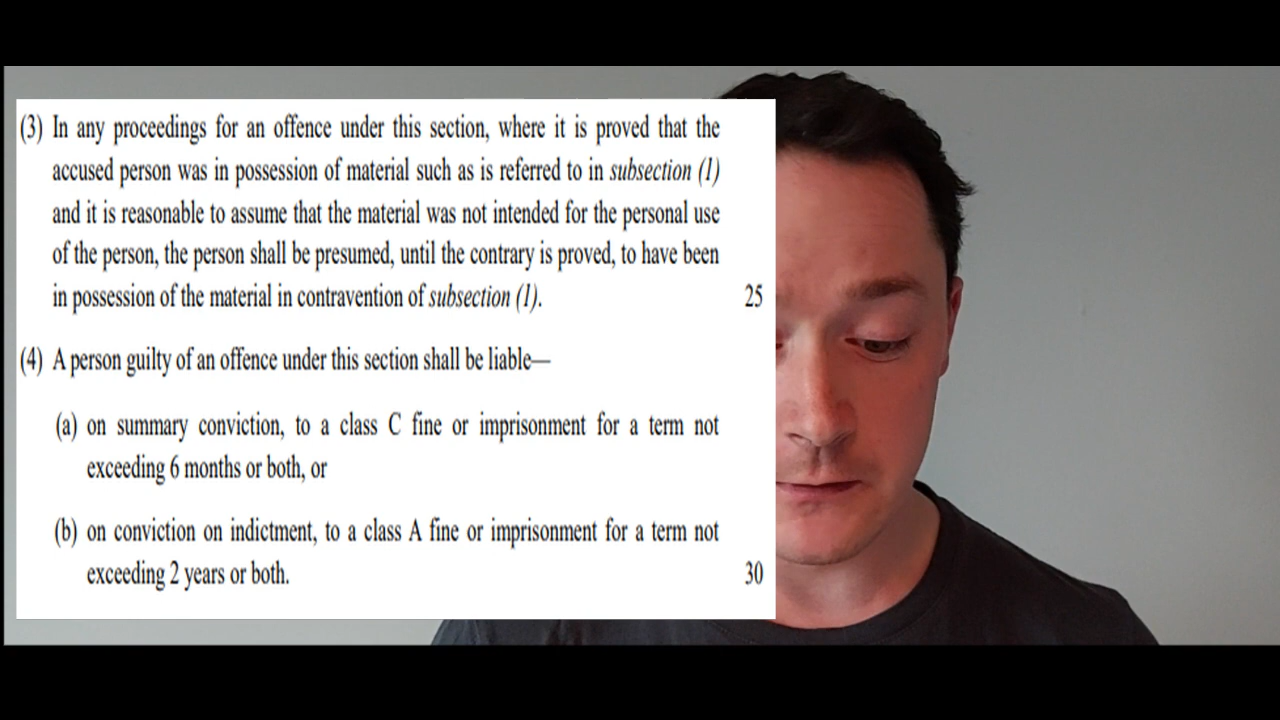 (3) In any proceedings for an offence under this section, where it is proved that the
accused person was in possession of material such as is referred to in subsection (1)
and it is reasonable to assume that the material was not intended for the personal use
of the person, the person shall be presumed, until the contrary is proved, to have been
in possession of the material in contravention of subsection (1). 25
(4) A person guilty of an offence under this section shall be liable—
(a) on summary conviction, to a class C fine or imprisonment for a term not
exceeding 6 months or both, or
(b) on conviction on indictment, to a class A fine or imprisonment for a term not
exceeding 2 years or both. 30